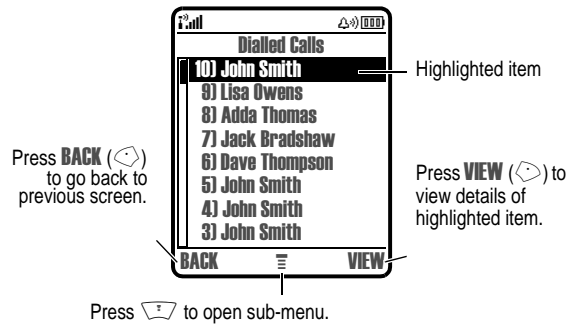 Dialled Calls
10) John Smith
9) Lisa Owens
8) Adda Thomas
7) Jack Bradshaw
6) Dave Thompson
5) John Smith
4) John Smith
3) John Smith
BACK VIEW
Highlighted item
Press BACK ( )
to go back to
previous screen.
Press VIEW ( ) to
view details of
highlighted item.
Press to open sub-menu.